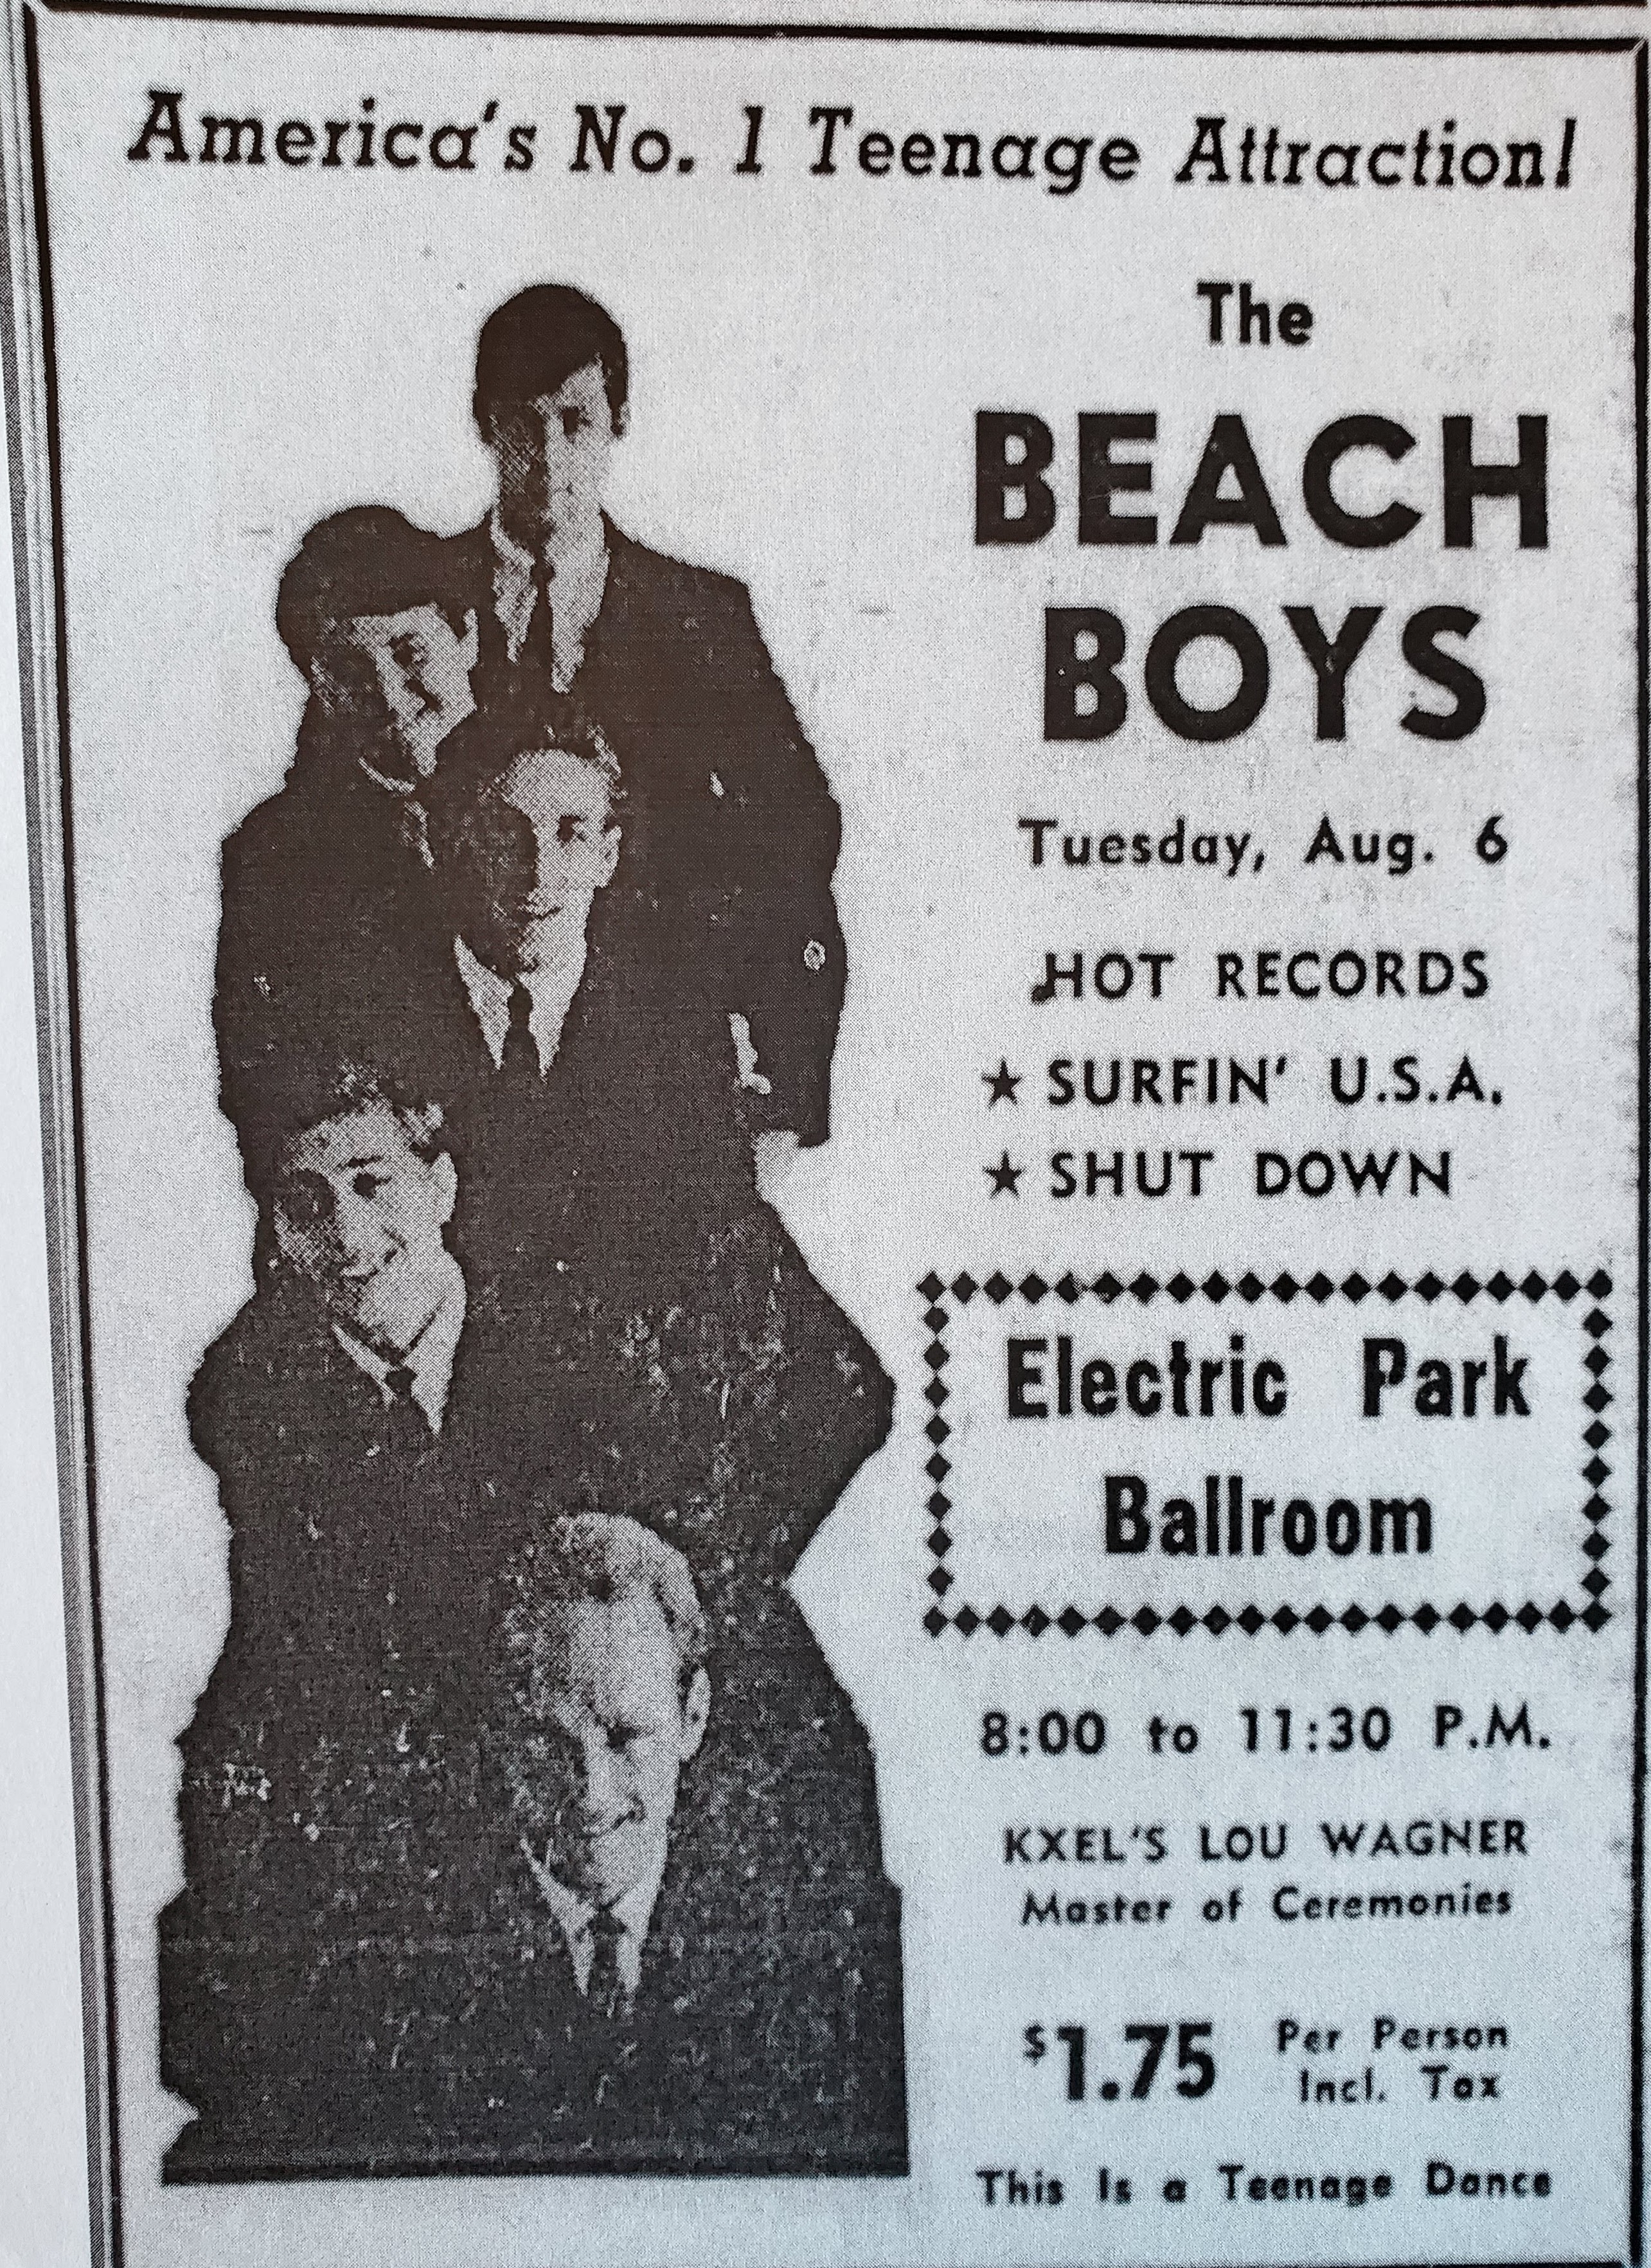 America's No. 1 Teenage Attraction!
The
BEACH
BOYS
Tuesday, Aug. 6
HOT RECORDS
★ SURFIN' U.S.A.
★ SHUT DOWN
Electric Park
Ballroom
8:00 to 11:30 P.M.
KXEL'S LOU WAGNER
Master of Ceremonies
$1.75 Per Person
Incl. Tax
This Is a Teenage Dance